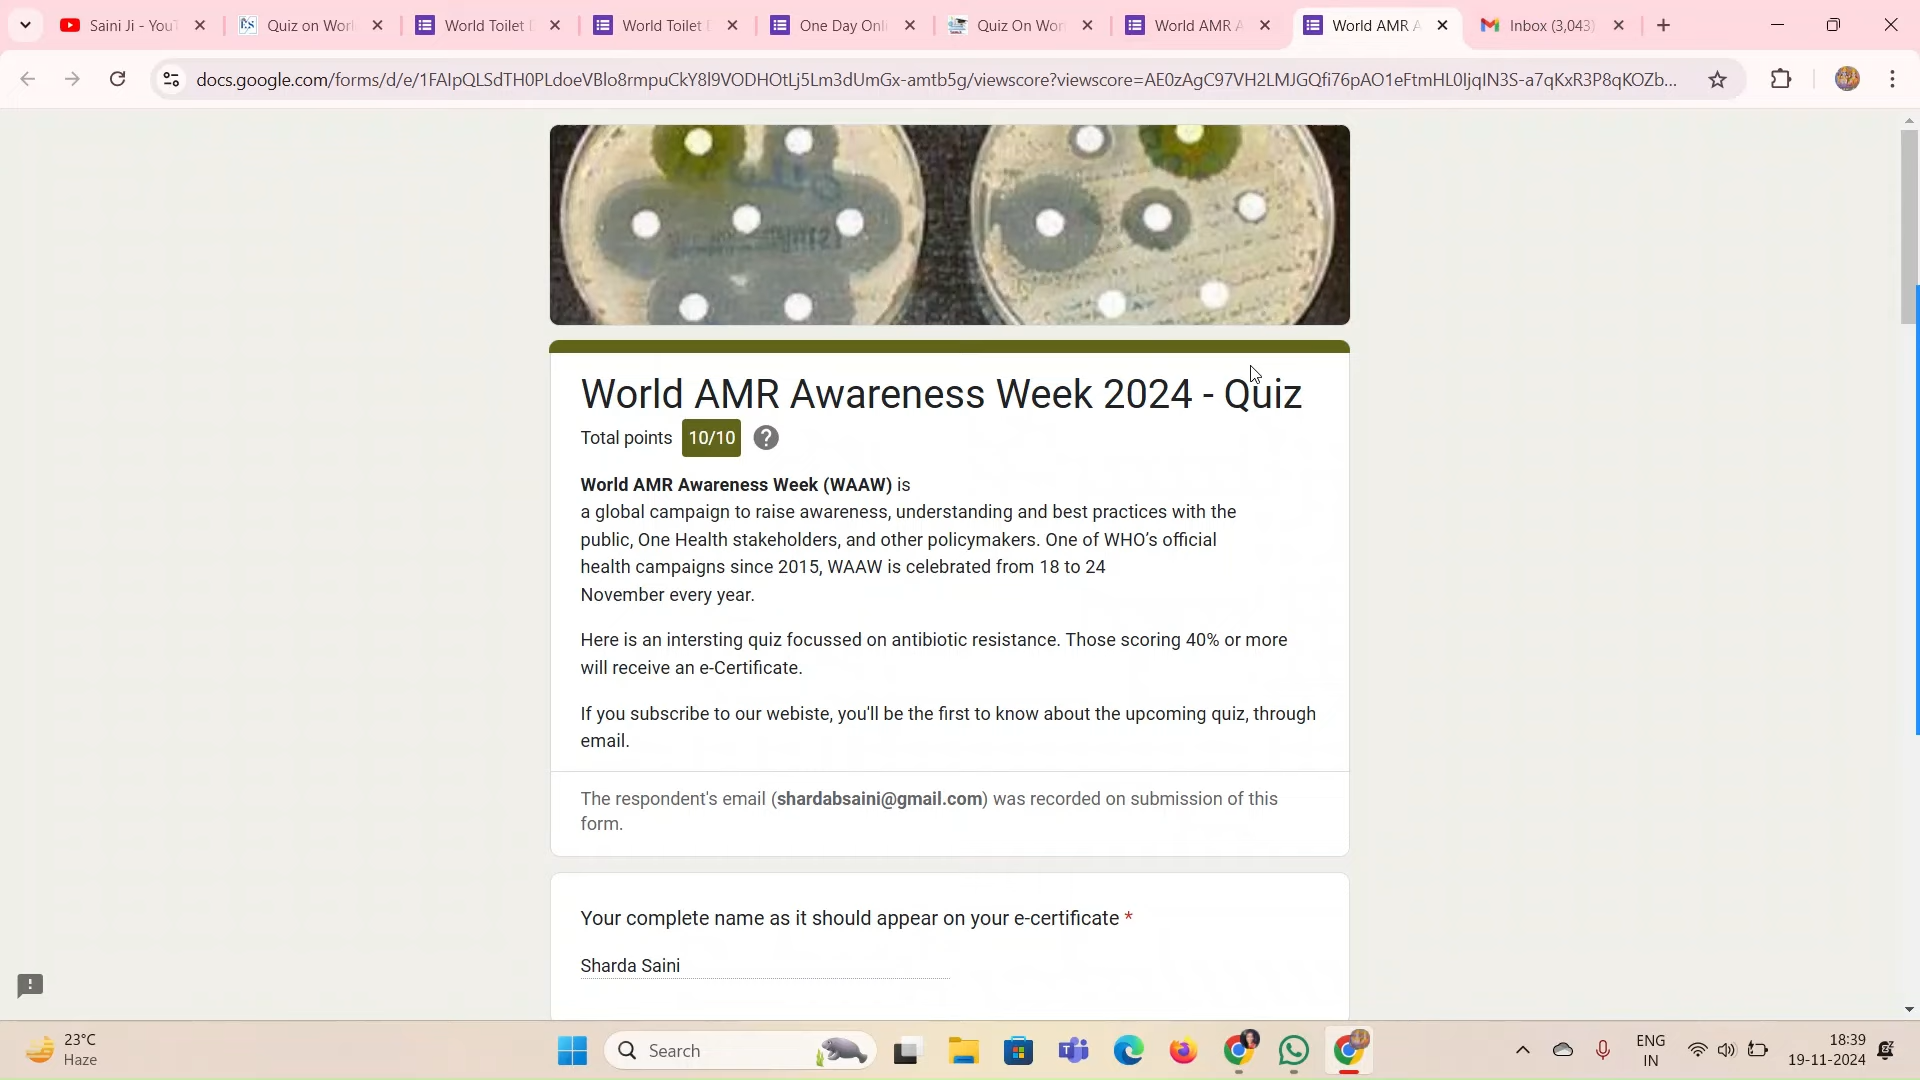 Saini Ji - You
Quiz on Worl
World Toilet
World Toilet
One Day Onli
Quiz On Wor
World AMR A
World AMR A
Inbox (3,043)
docs.google.com/forms/d/e/1FAIpQLSdTH0PLdoeVBlo8rmpuCkY8l9VODHOtLj5Lm3dUmGx-amtb5g/viewscore?viewscore=AE0zAgC97VH2LMJGQfi76pAO1eFtmHL0IjqIN3S-a7qKxR3P8qKOZb...
World AMR Awareness Week 2024 - Quiz
Total points 10/10 ?
World AMR Awareness Week (WAAW) is
a global campaign to raise awareness, understanding and best practices with the
public, One Health stakeholders, and other policymakers. One of WHO’s official
health campaigns since 2015, WAAW is celebrated from 18 to 24
November every year.
Here is an intersting quiz focussed on antibiotic resistance. Those scoring 40% or more
will receive an e-Certificate.
If you subscribe to our webiste, you'll be the first to know about the upcoming quiz, through
email.
The respondent's email (shardabsaini@gmail.com) was recorded on submission of this
form.
Your complete name as it should appear on your e-certificate *
Sharda Saini
23°C
Haze
Search
ENG
IN
18:39
19-11-2024